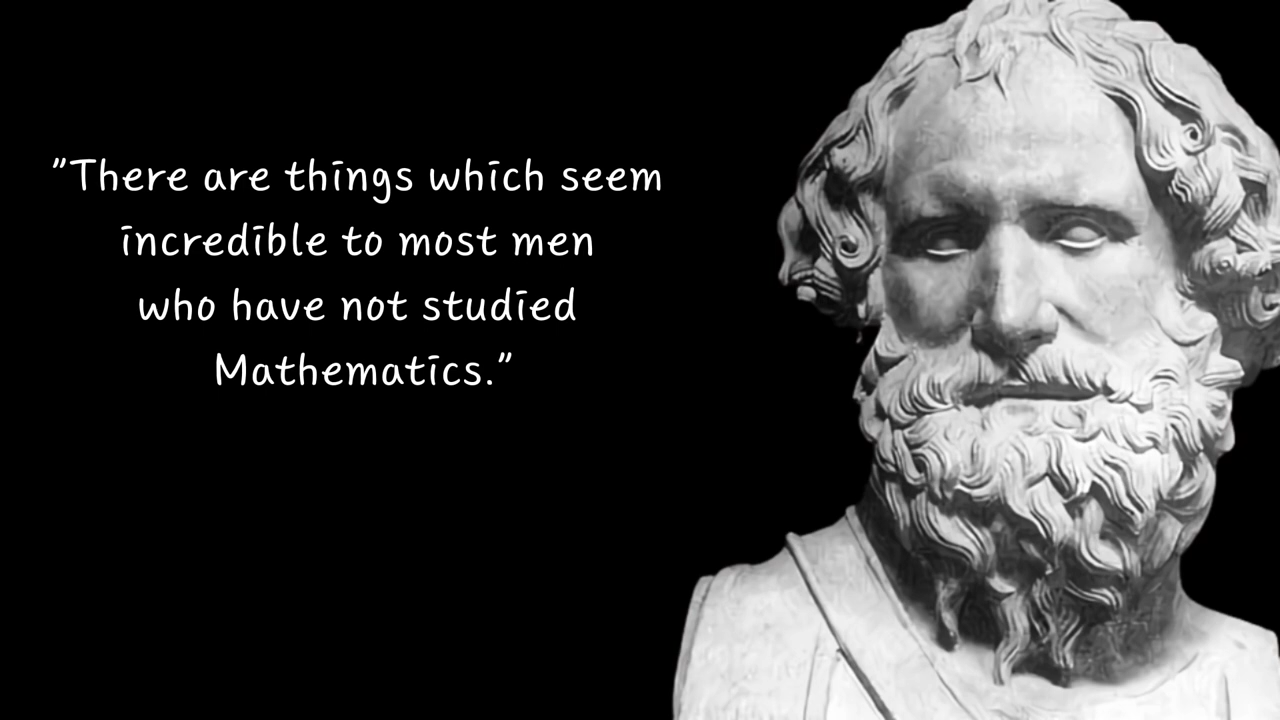 "There are things which seem
incredible to most men
who have not studied
Mathematics."